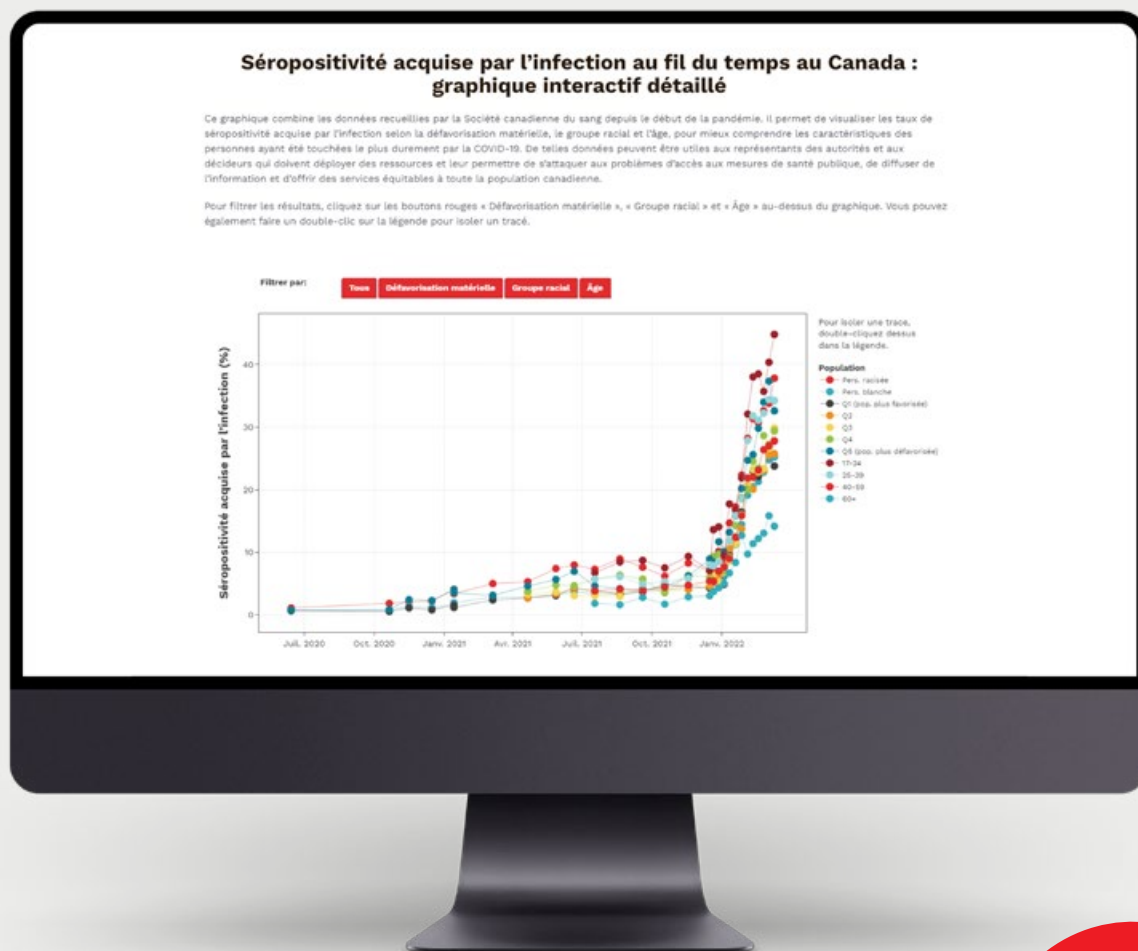 Séropositivité acquise par l'infection au fil du temps au Canada :
graphique interactif détaillé
Ce graphique combine les données recueillies par la Société canadienne du sang depuis le début de la pandémie. Il permet de visualiser les taux de
séropositivité acquise par l'infection selon la défavorisation matérielle, le groupe racial et l'âge, pour mieux comprendre les caractéristiques des
personnes ayant été touchées le plus durement par la COVID-19. De telles données peuvent être utiles aux représentants des autorités et aux
décideurs qui doivent déployer des ressources et leur permettre de s'attaquer aux problèmes d'accès aux mesures de santé publique, de diffuser de
l'information et d'offrir des services équitables à toute la population canadienne.
Pour filtrer les résultats, cliquez sur les boutons rouges « Défavorisation matérielle », « Groupe racial » et « Âge » au-dessus du graphique. Vous pouvez
également faire un double-clic sur la légende pour isoler un tracé.
Filtrer par:
Tous
Défavorisation matérielle
Groupe racial
Âge
Séropositivité acquise par l'infection (%)
40
30
20
10
0
Juil. 2020
Oct. 2020
Janv. 2021
Avr. 2021
Juil. 2021
Oct. 2021
Janv. 2022
Pour isoler une trace,
double-cliquez dessus
dans la légende.
Population
Pers. racisée
Pers. blanche
Q1 (pop. plus favorisée)
Q2
Q3
Q4
Q5 (pop. plus défavorisée)
17-24
25-39
40-59
60+